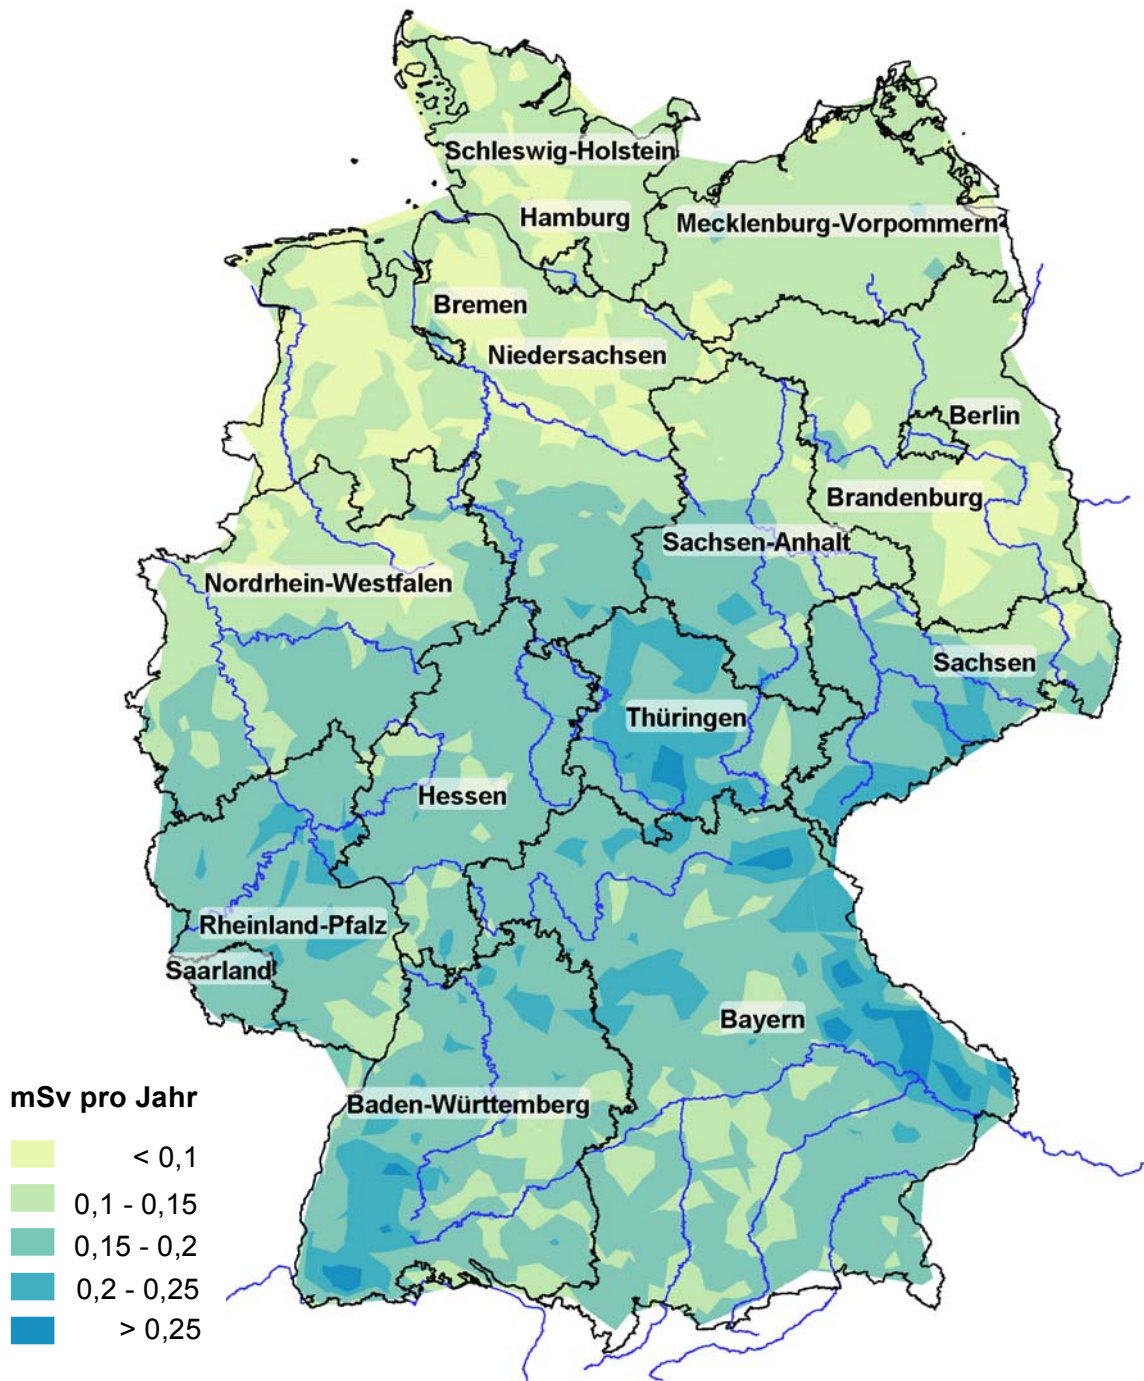 Schleswig-Holstein
Hamburg
Mecklenburg-Vorpommern
Bremen
Niedersachsen
Berlin
Brandenburg
Sachsen-Anhalt
Nordrhein-Westfalen
Sachsen
Thüringen
Hessen
Rheinland-Pfalz
Saarland
Bayern
Baden-Württemberg
mSv pro Jahr
< 0,1
0,1 - 0,15
0,15 - 0,2
0,2 - 0,25
> 0,25